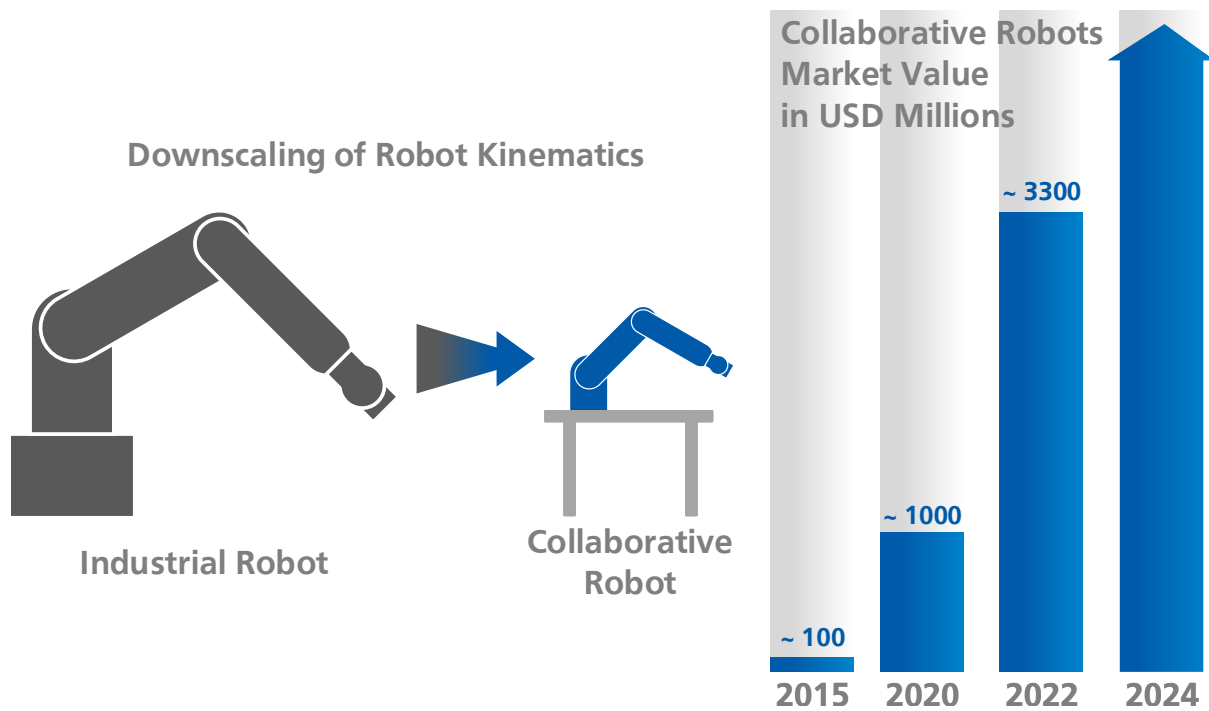 Downscaling of Robot Kinematics
Industrial Robot
Collaborative
Robot
Collaborative Robots
Market Value
in USD Millions
~ 100
~ 1000
~ 3300
2015
2020
2022
2024